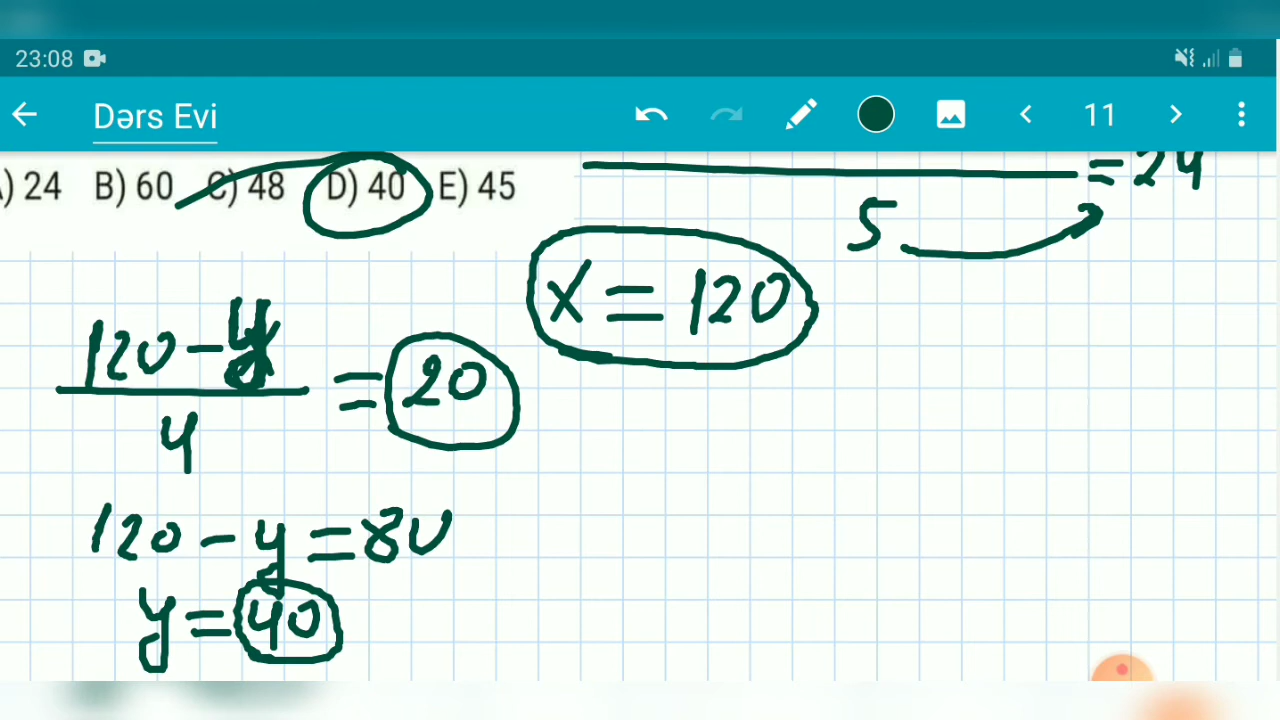 23:08
Dərs Evi
11
) 24 B) 60 C) 48 D) 40 E) 45
= 24
5
x = 120
120 - y
= 20
4
120 - y = 80
y = 40